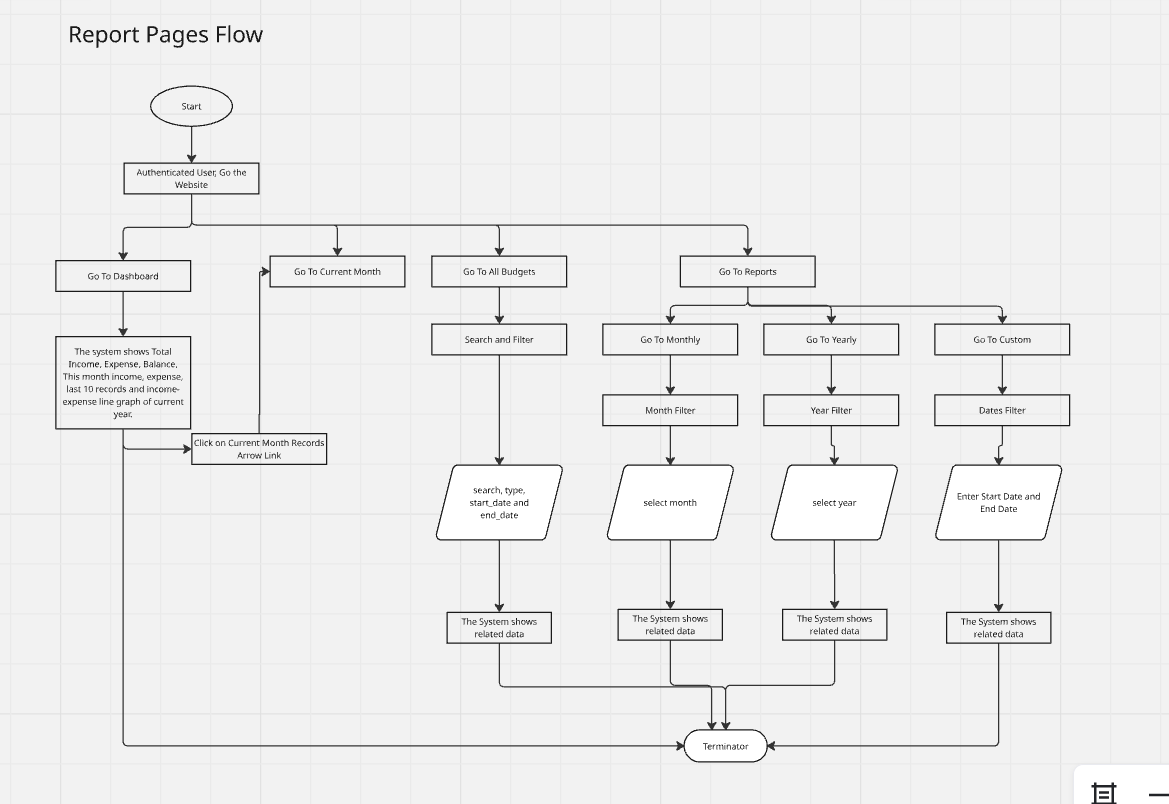 Report Pages Flow
Start
Authenticated User, Go the
Website
Go To Dashboard
Go To Current Month
Go To All Budgets
Go To Reports
Search and Filter
Go To Monthly
Go To Yearly
Go To Custom
The system shows Total
Income, Expense, Balance,
This month income, expense,
last 10 records and income-
expense line graph of current
year.
Month Filter
Year Filter
Dates Filter
Click on Current Month Records
Arrow Link
search, type,
start_date and
end_date
select month
select year
Enter Start Date and
End Date
The System shows
related data
The System shows
related data
The System shows
related data
The System shows
related data
Terminator